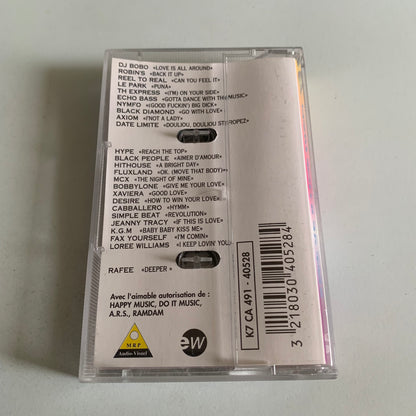 DJ BOBO «LOVE IS ALL AROUND»
ROBIN'S «BACK IT UP»
REEL TO REAL «CAN YOU FEEL IT»
LE PARK «PUNA»
TH EXPRESS «(I'M) ON YOUR SIDE»
ECHO BASS «GOTTA DANCE WITH THE MUSIC»
NYMFO «(GOOD FUCKIN') BIG DICK»
BLACK DIAMOND «GO WITH LOVE»
AXIOM «I'NOT A LADY»
DATE LIMITE «DOULIOU, DOULIOU ST-TROPEZ»
HYPE «REACH THE TOP»
BLACK PEOPLE «AIMER D'AMOUR»
HITHOUSE «A BRIGHT DAY»
FLUXLAND «OK. (MOVE THAT BODY)»
MCX «THE NIGHT OF MINE»
BOBBYLONE «GIVE ME YOUR LOVE»
XAVIERA «GOOD LOVE»
DESIRE «HOW TO WIN YOUR LOVE»
CABBALLERO «HYMM»
SIMPLE BEAT «REVOLUTION»
JEANNY TRACY «IF THIS IS LOVE»
K.G.M «BABY BABY KISS ME»
FAX YOURSELF «I'M COMIN»
LOREE WILLIAMS «I KEEP LOVIN' YOU»
RAFEE «DEEPER »
Avec l'aimable autorisation de :
HAPPY MUSIC, DO IT MUSIC,
A.R.S., RAMDAM
M R P
Audio-Visuel
ew
K7 CA 491 - 40528
3 218030 405284